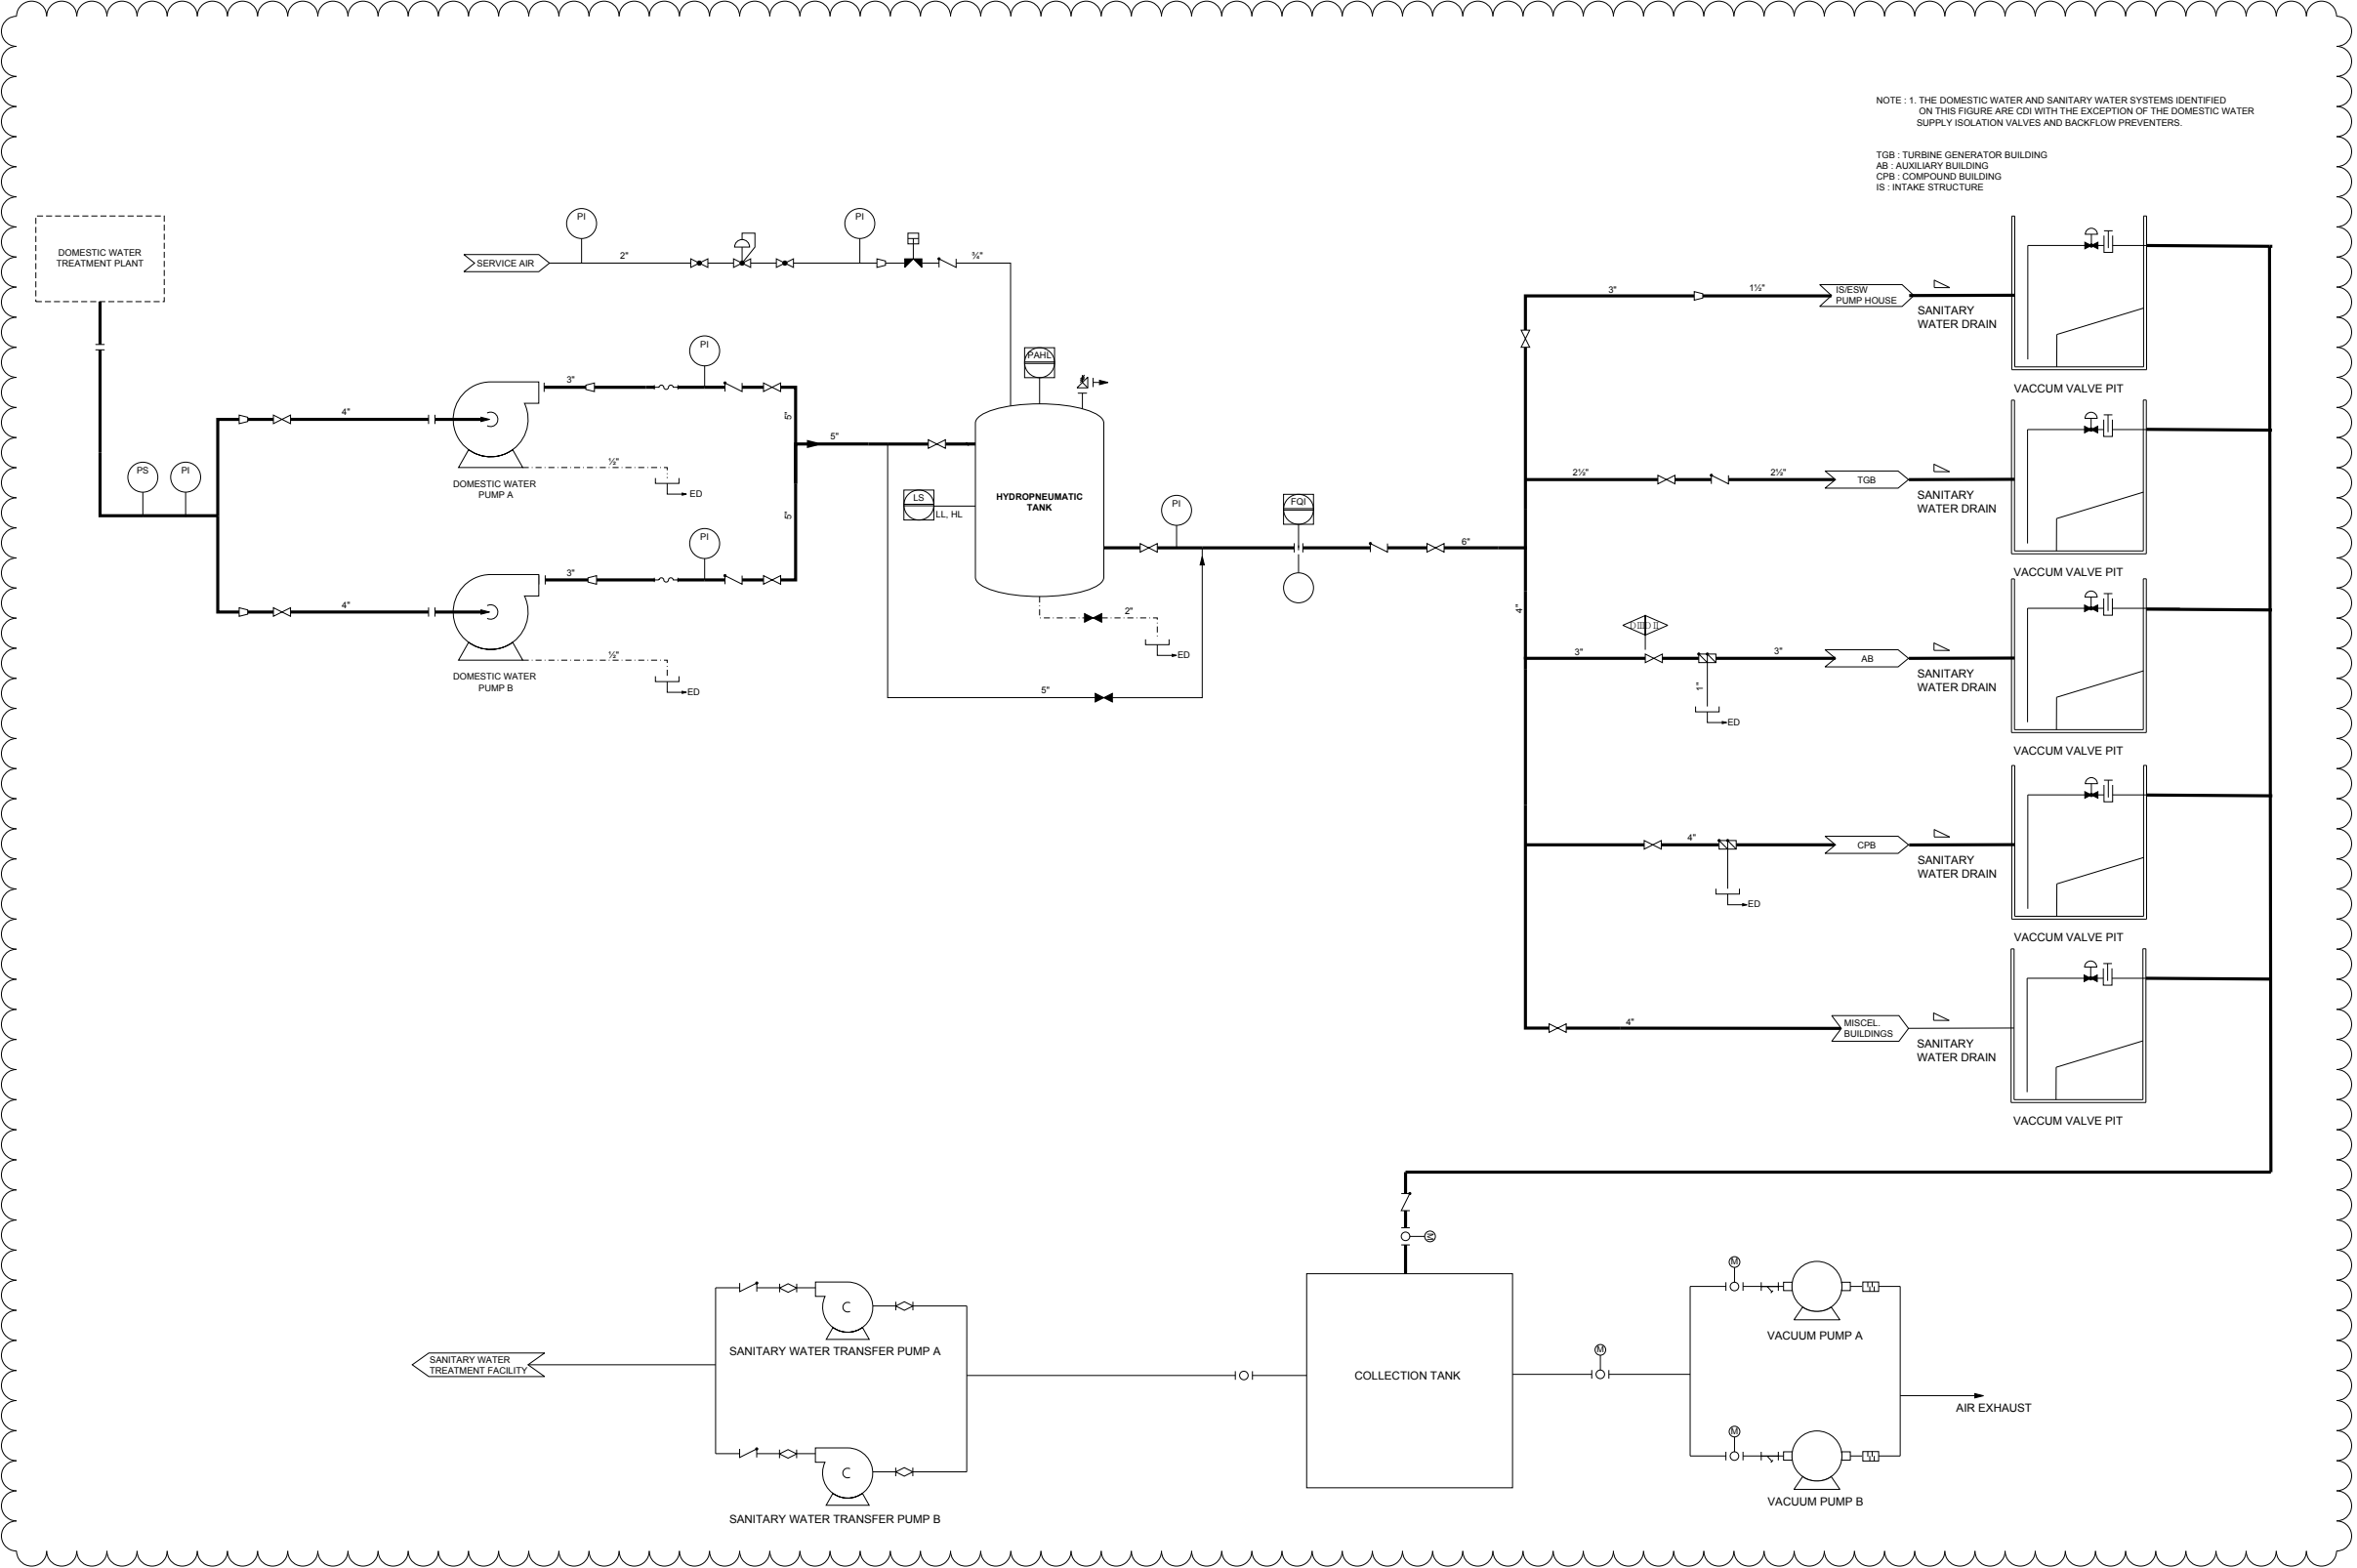 NOTE : 1. THE DOMESTIC WATER AND SANITARY WATER SYSTEMS IDENTIFIED
ON THIS FIGURE ARE CDI WITH THE EXCEPTION OF THE DOMESTIC WATER
SUPPLY ISOLATION VALVES AND BACKFLOW PREVENTERS.
TGB : TURBINE GENERATOR BUILDING
AB : AUXILIARY BUILDING
CPB : COMPOUND BUILDING
IS : INTAKE STRUCTURE
DOMESTIC WATER
TREATMENT PLANT
PS
PI
SERVICE AIR
PI
2"
PI
¾"
4"
3"
PI
5"
DOMESTIC WATER
PUMP A
½"
ED
4"
3"
PI
5"
DOMESTIC WATER
PUMP B
½"
ED
5"
PAHL
LS
LL, HL
HYDROPNEUMATIC
TANK
2"
ED
5"
PI
FQI
6"
4"
3"
1½"
IS/ESW
PUMP HOUSE
SANITARY
WATER DRAIN
VACCUM VALVE PIT
2½"
2½"
TGB
SANITARY
WATER DRAIN
VACCUM VALVE PIT
3"
3"
1"
ED
AB
SANITARY
WATER DRAIN
VACCUM VALVE PIT
4"
ED
CPB
SANITARY
WATER DRAIN
VACCUM VALVE PIT
4"
MISCEL.
BUILDINGS
SANITARY
WATER DRAIN
VACCUM VALVE PIT
M
SANITARY WATER
TREATMENT FACILITY
C
SANITARY WATER TRANSFER PUMP A
C
SANITARY WATER TRANSFER PUMP B
COLLECTION TANK
M
M
VACUUM PUMP A
M
VACUUM PUMP B
AIR EXHAUST